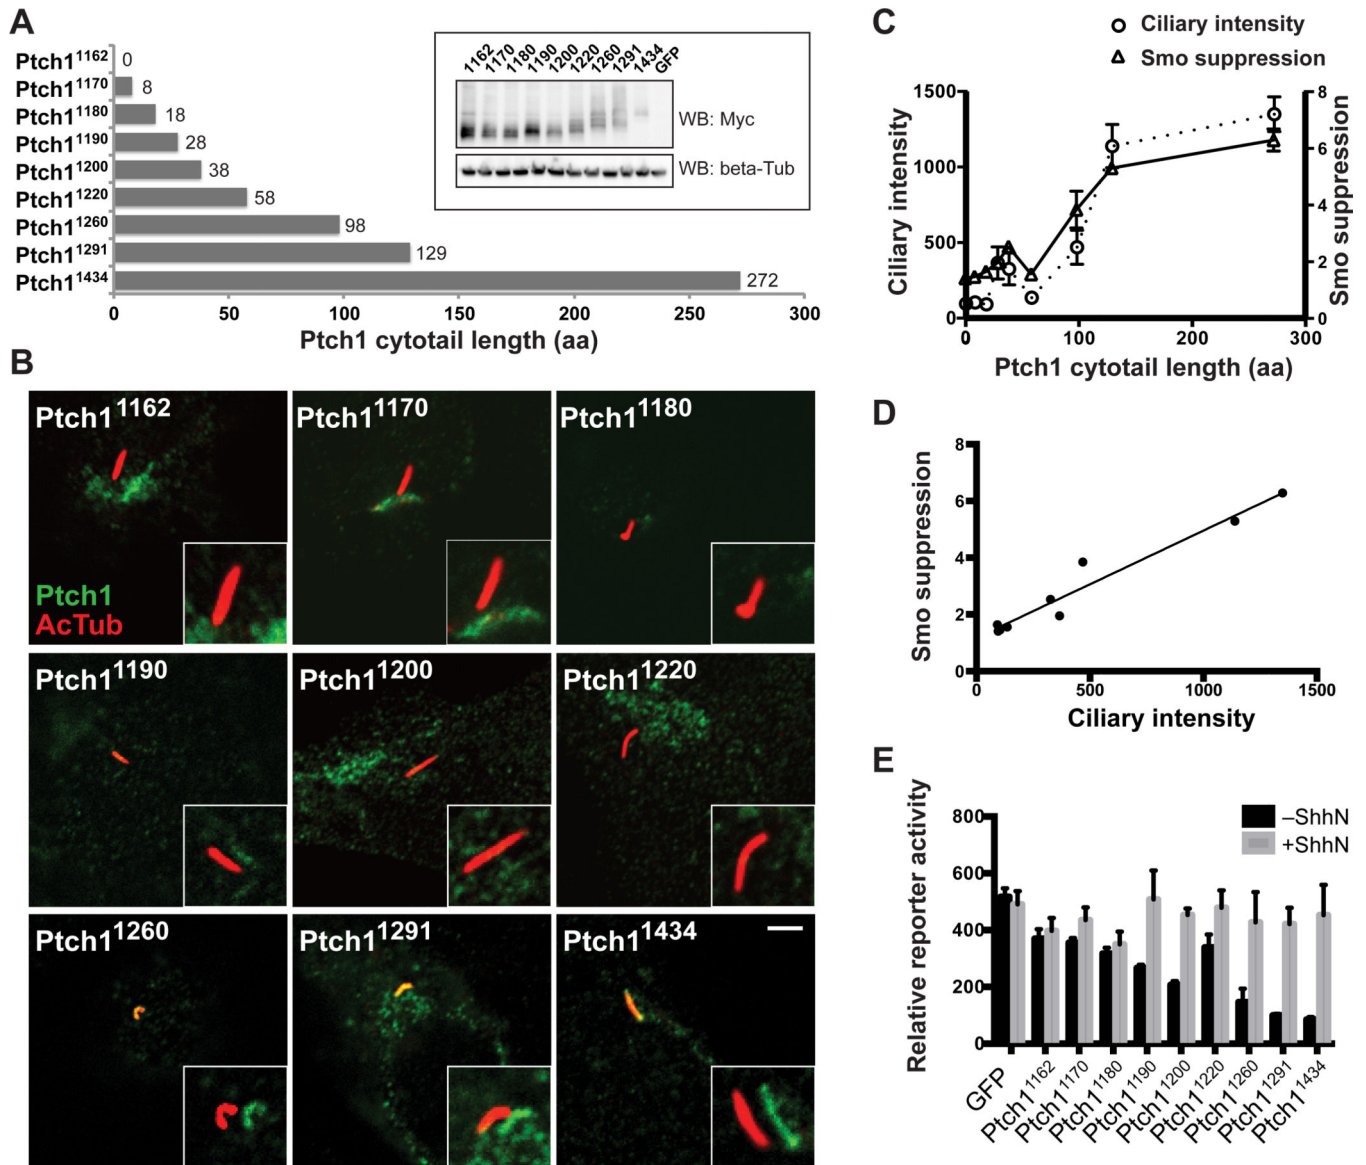 A
Ptch1^1162 0
Ptch1^1170 8
Ptch1^1180 18
Ptch1^1190 28
Ptch1^1200 38
Ptch1^1220 58
Ptch1^1260 98
Ptch1^1291 129
Ptch1^1434 272
0 50 100 150 200 250 300
Ptch1 cytotail length (aa)
1162 1170 1180 1190 1200 1220 1260 1291 1434 GFP
WB: Myc
WB: beta-Tub
B
Ptch1^1162 Ptch1^1170 Ptch1^1180
Ptch1
AcTub
Ptch1^1190 Ptch1^1200 Ptch1^1220
Ptch1^1260 Ptch1^1291 Ptch1^1434
C
Ciliary intensity
Smo suppression
1500
1000
500
0
Ciliary intensity
8
6
4
2
0
Smo suppression
0 100 200 300
Ptch1 cytotail length (aa)
D
8
6
4
2
0
Smo suppression
0 500 1000 1500
Ciliary intensity
E
–ShhN
+ShhN
800
600
400
200
0
Relative reporter activity
GFP Ptch1^1162 Ptch1^1170 Ptch1^1180 Ptch1^1190 Ptch1^1200 Ptch1^1220 Ptch1^1260 Ptch1^1291 Ptch1^1434